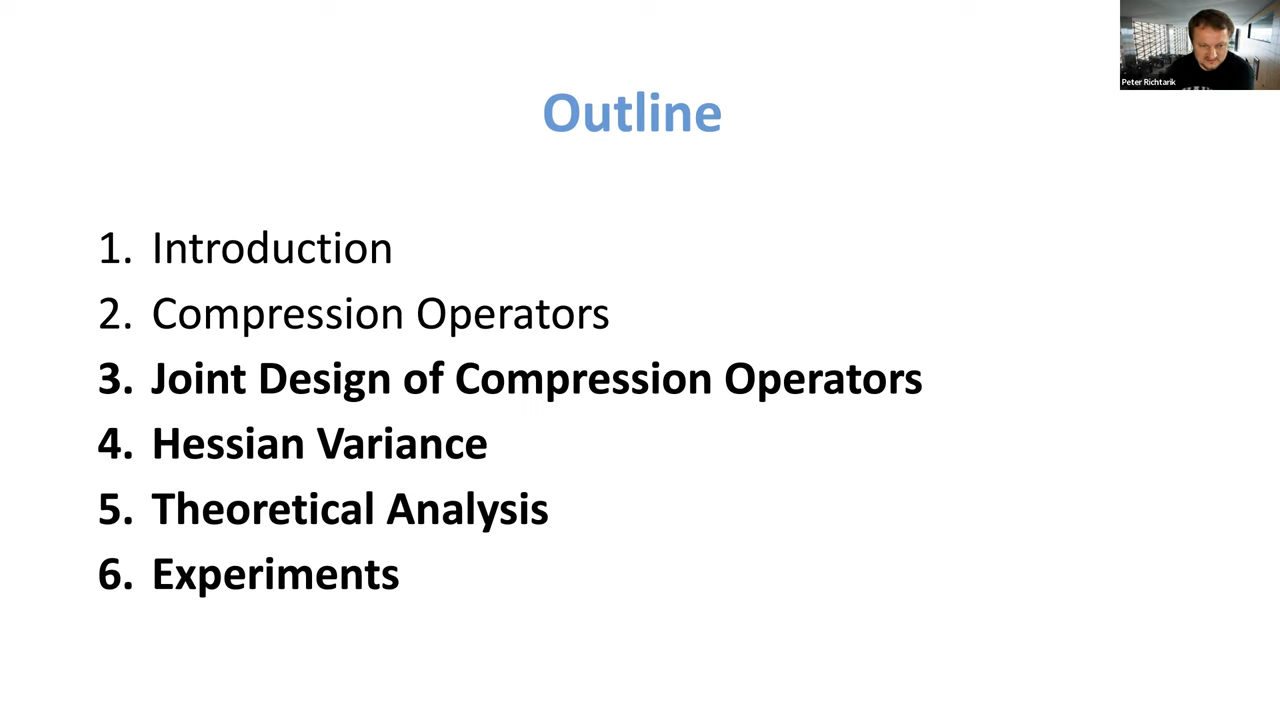 Peter Richtarik
Outline
1. Introduction
2. Compression Operators
3. Joint Design of Compression Operators
4. Hessian Variance
5. Theoretical Analysis
6. Experiments